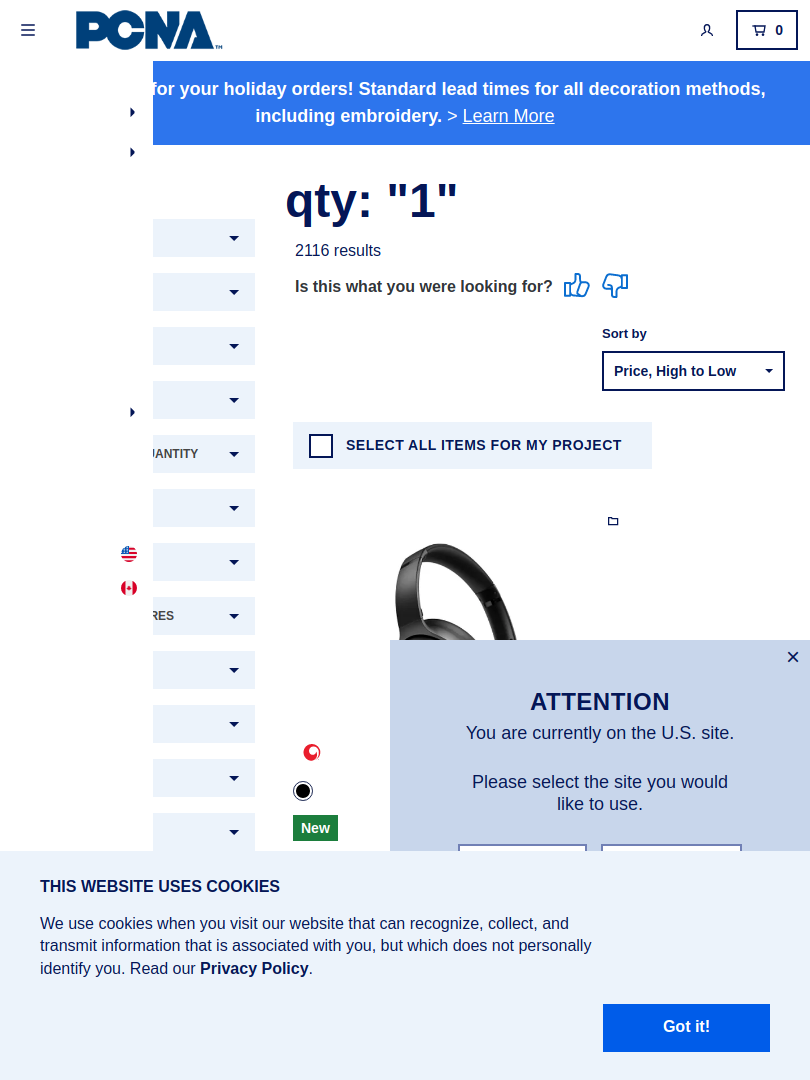 PCNA
TM
0
for your holiday orders! Standard lead times for all decoration methods,
including embroidery. > Learn More
qty: "1"
2116 results
Is this what you were looking for?
Sort by
Price, High to Low
SELECT ALL ITEMS FOR MY PROJECT
ANTITY
RES
New
×
ATTENTION
You are currently on the U.S. site.
Please select the site you would
like to use.
THIS WEBSITE USES COOKIES
We use cookies when you visit our website that can recognize, collect, and
transmit information that is associated with you, but which does not personally
identify you. Read our Privacy Policy.
Got it!